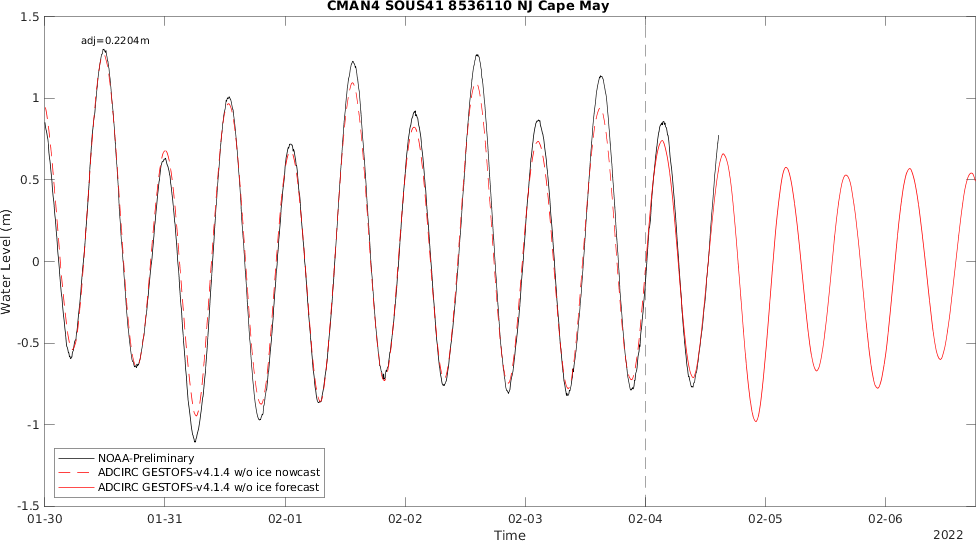 CMAN4 SOUS41 8536110 NJ Cape May
adj=0.2204m
1.5
1
0.5
0
-0.5
-1
-1.5
Water Level (m)
NOAA-Preliminary
ADCIRC GESTOFS-v4.1.4 w/o ice nowcast
ADCIRC GESTOFS-v4.1.4 w/o ice forecast
01-30 01-31 02-01 02-02 02-03 02-04 02-05 02-06
Time
2022